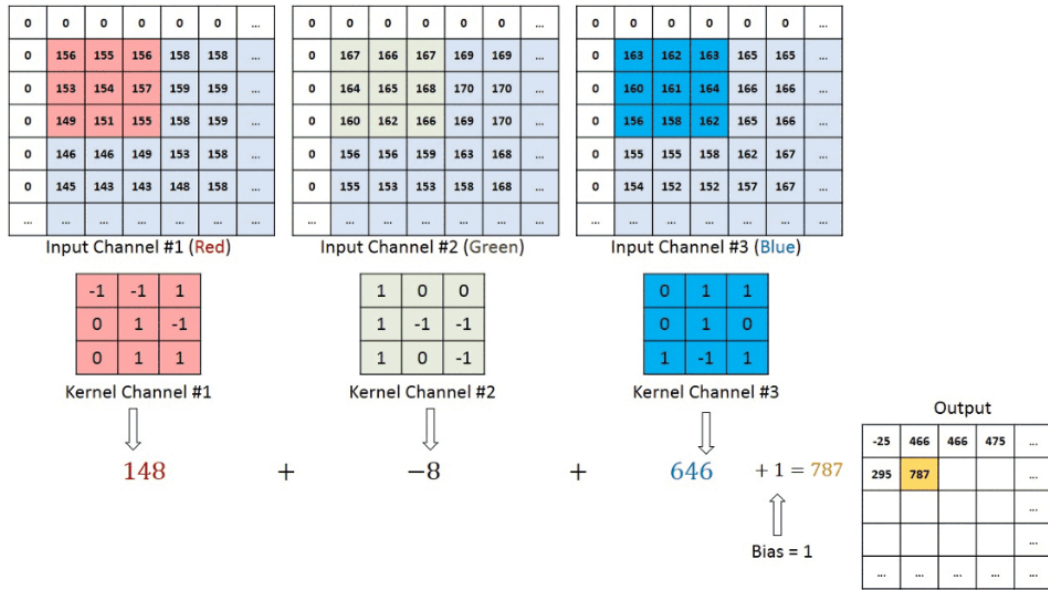 0 0 0 0 0 0 ... 0 0 0 0 0 0 ... 0 0 0 0 0 0 ...
0 156 155 156 158 158 ... 0 167 166 167 169 169 ... 0 163 162 163 165 165 ...
0 153 154 157 159 159 ... 0 164 165 168 170 170 ... 0 160 161 164 166 166 ...
0 149 151 155 158 159 ... 0 160 162 166 169 170 ... 0 156 158 162 165 166 ...
0 146 146 149 153 158 ... 0 156 156 159 163 168 ... 0 155 155 158 162 167 ...
0 145 143 143 148 158 ... 0 155 153 153 158 168 ... 0 154 152 152 157 167 ...
... ... ... ... ... ... ... ... ... ... ... ... ... ... ... ... ... ... ... ... ...
Input Channel #1 (Red) Input Channel #2 (Green) Input Channel #3 (Blue)
-1 -1 1 1 0 0 0 1 1
0 1 -1 1 -1 -1 0 1 0
0 1 1 1 0 -1 1 -1 1
Kernel Channel #1 Kernel Channel #2 Kernel Channel #3
148 + −8 + 646 + 1 = 787
Bias = 1
Output
-25 466 466 475 ...
295 787 ...
...
...
... ... ... ... ...